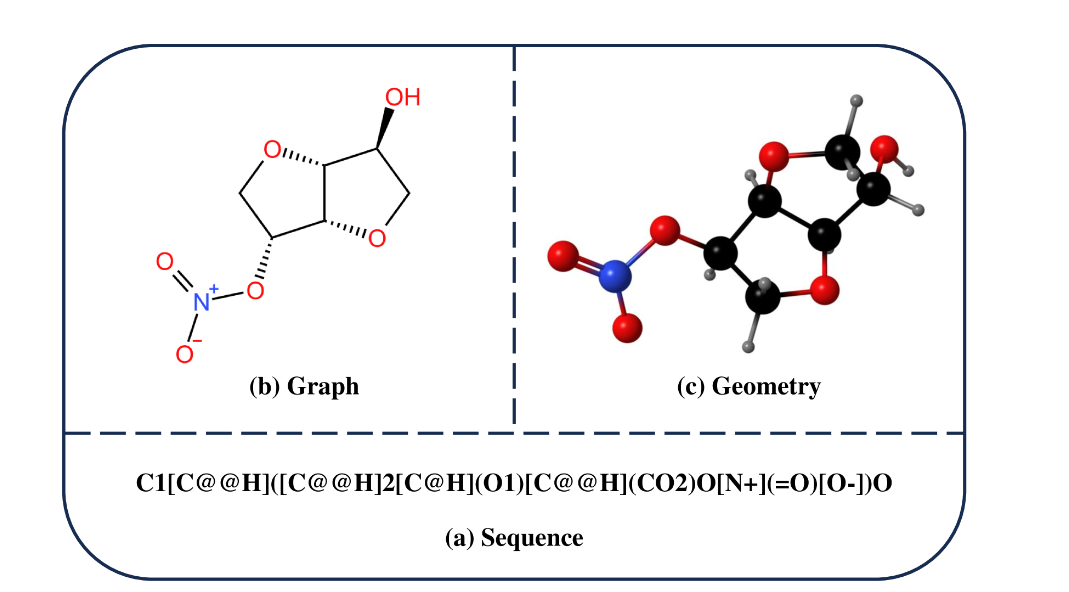 OH
O
O
O
N+
O
O−
(b) Graph
(c) Geometry
C1[C@@H]([C@@H]2[C@H](O1)[C@@H](CO2)O[N+](=O)[O-])O
(a) Sequence